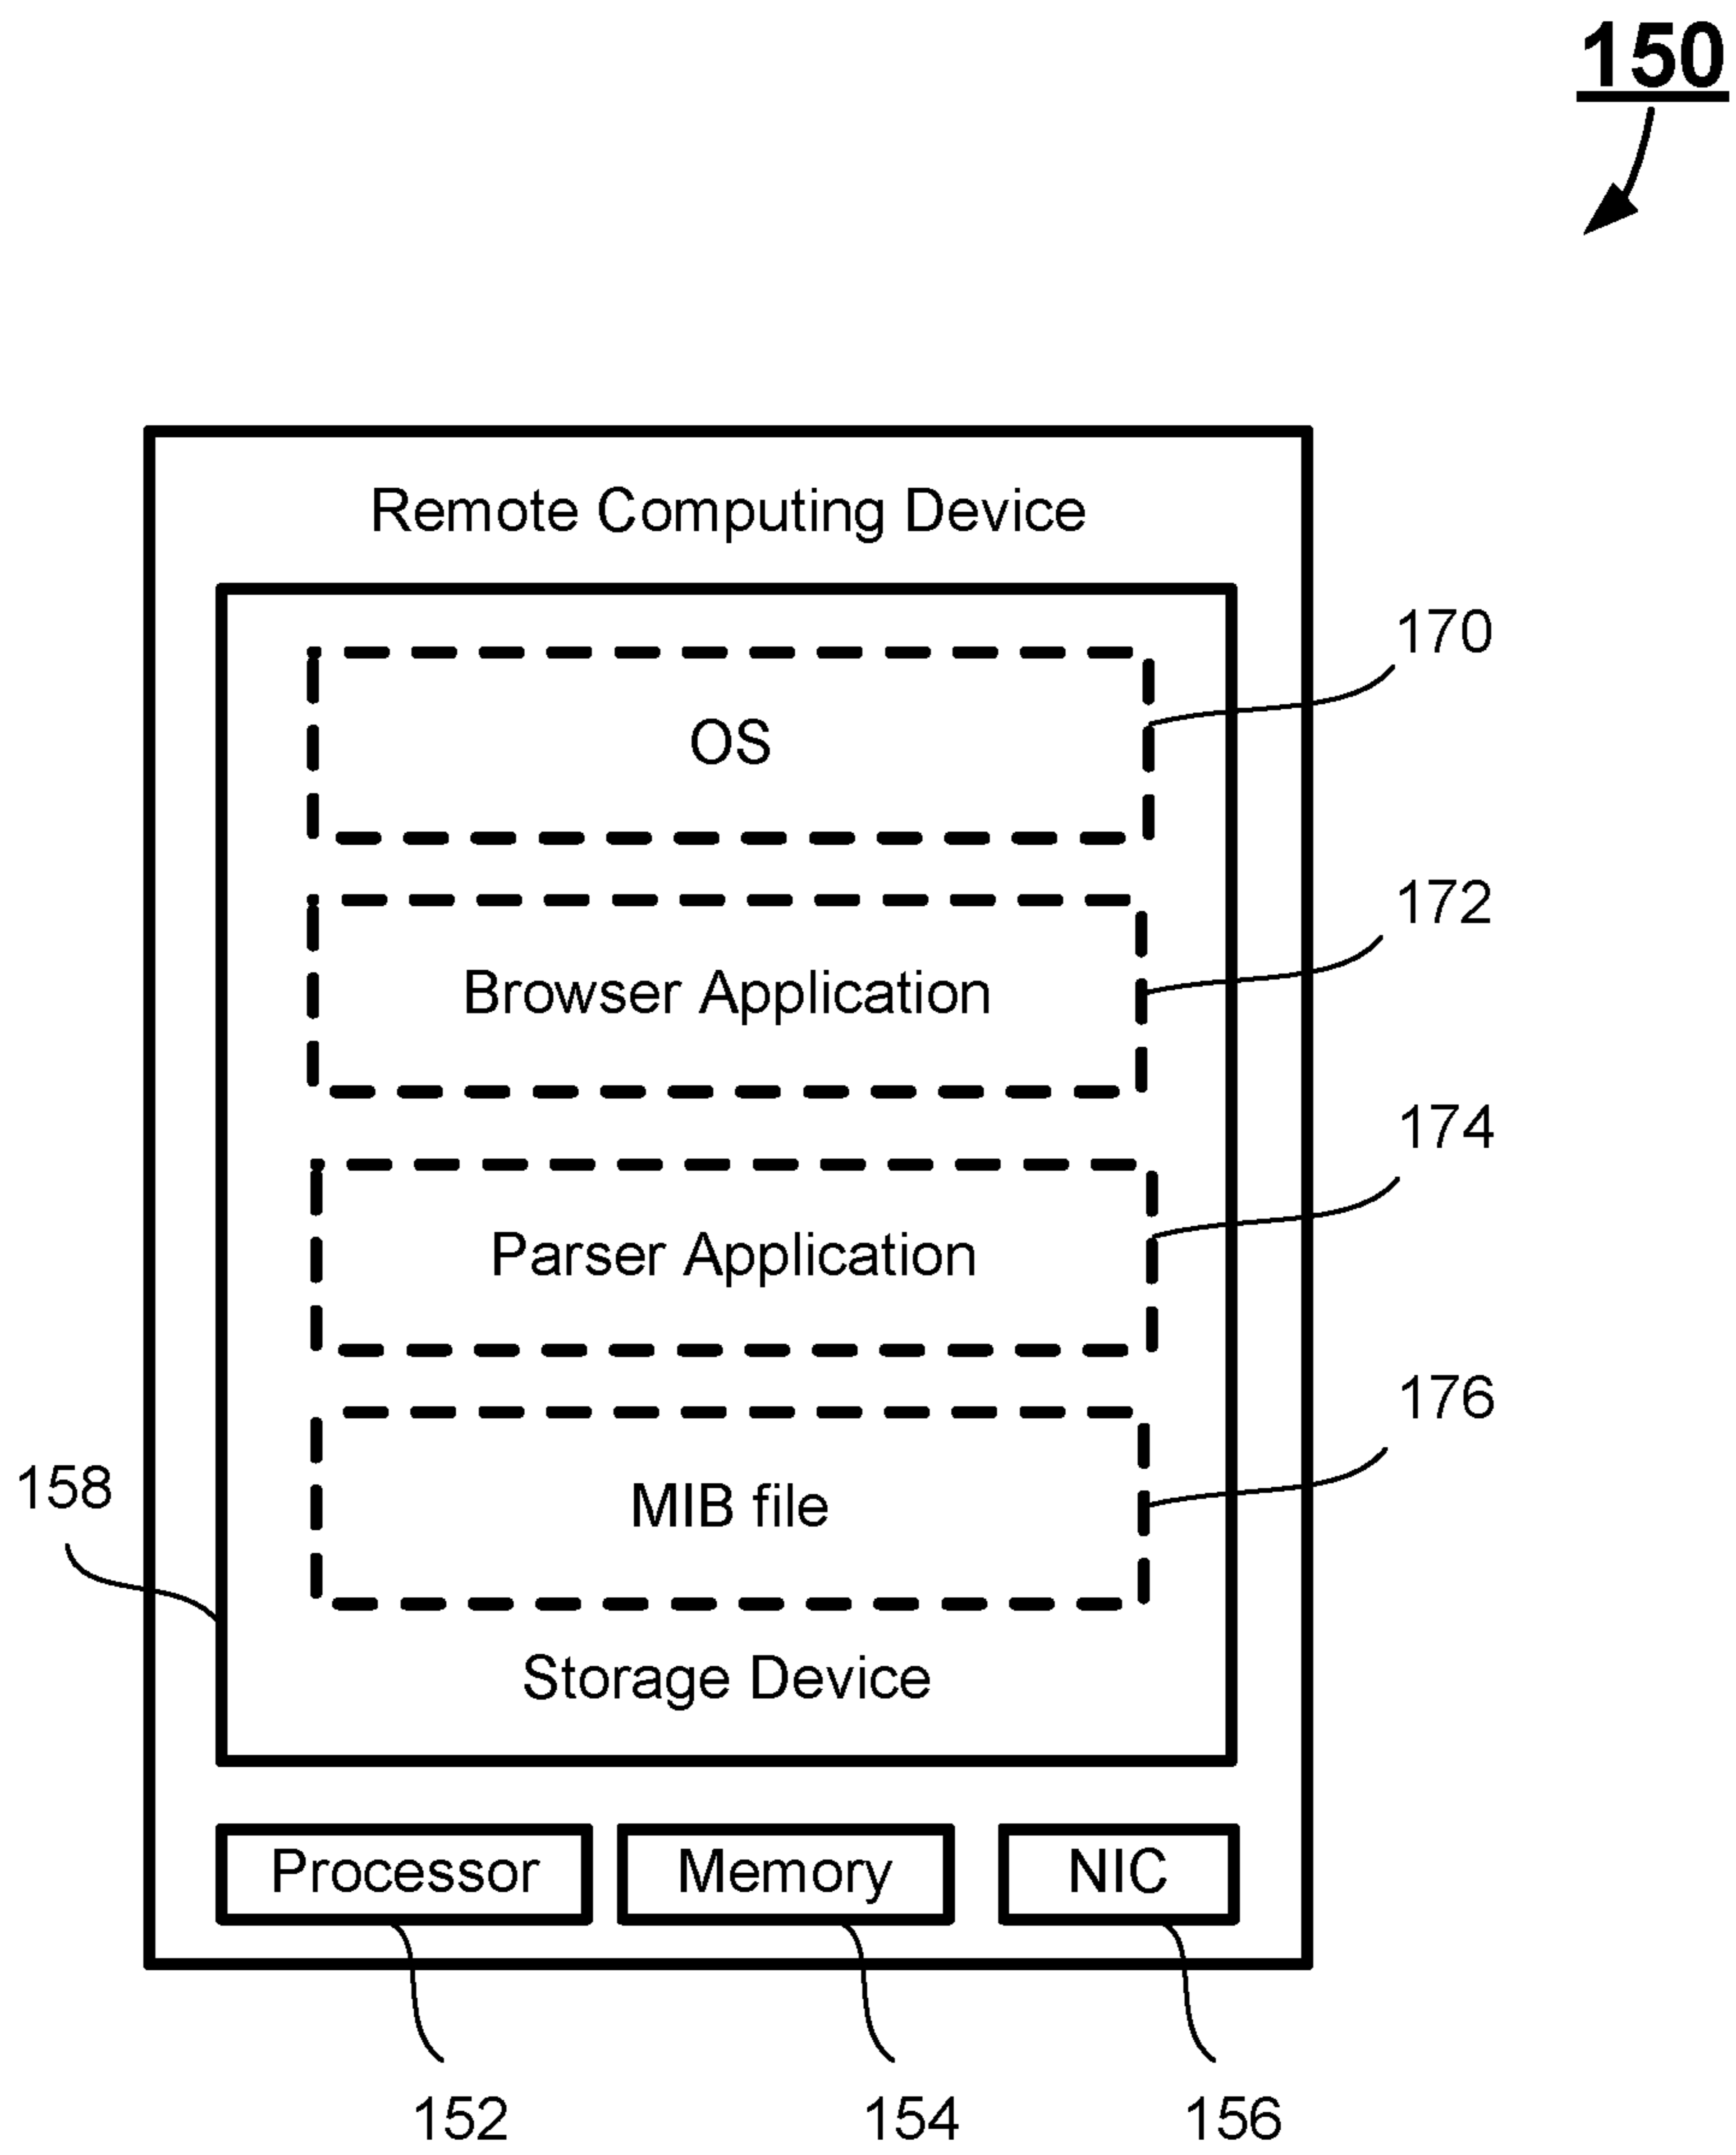 150
Remote Computing Device
170
OS
172
Browser Application
174
Parser Application
176
MIB file
158
Storage Device
Processor
Memory
NIC
152
154
156